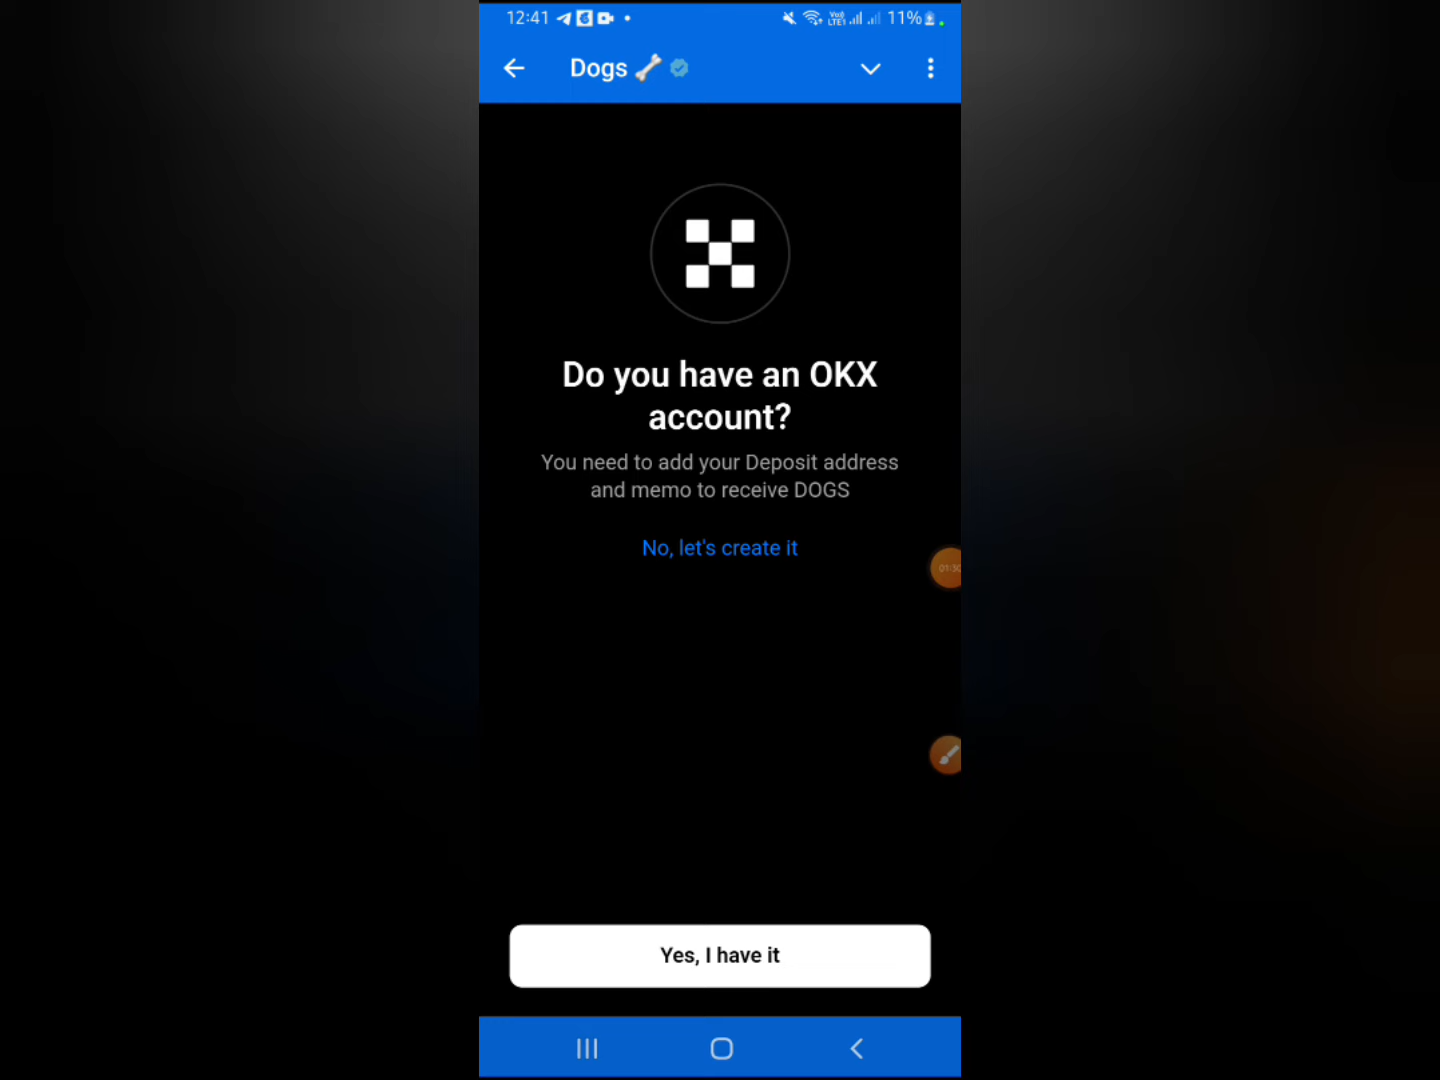 12:41 11%
Dogs
Do you have an OKX
account?
You need to add your Deposit address
and memo to receive DOGS
No, let's create it
Yes, I have it